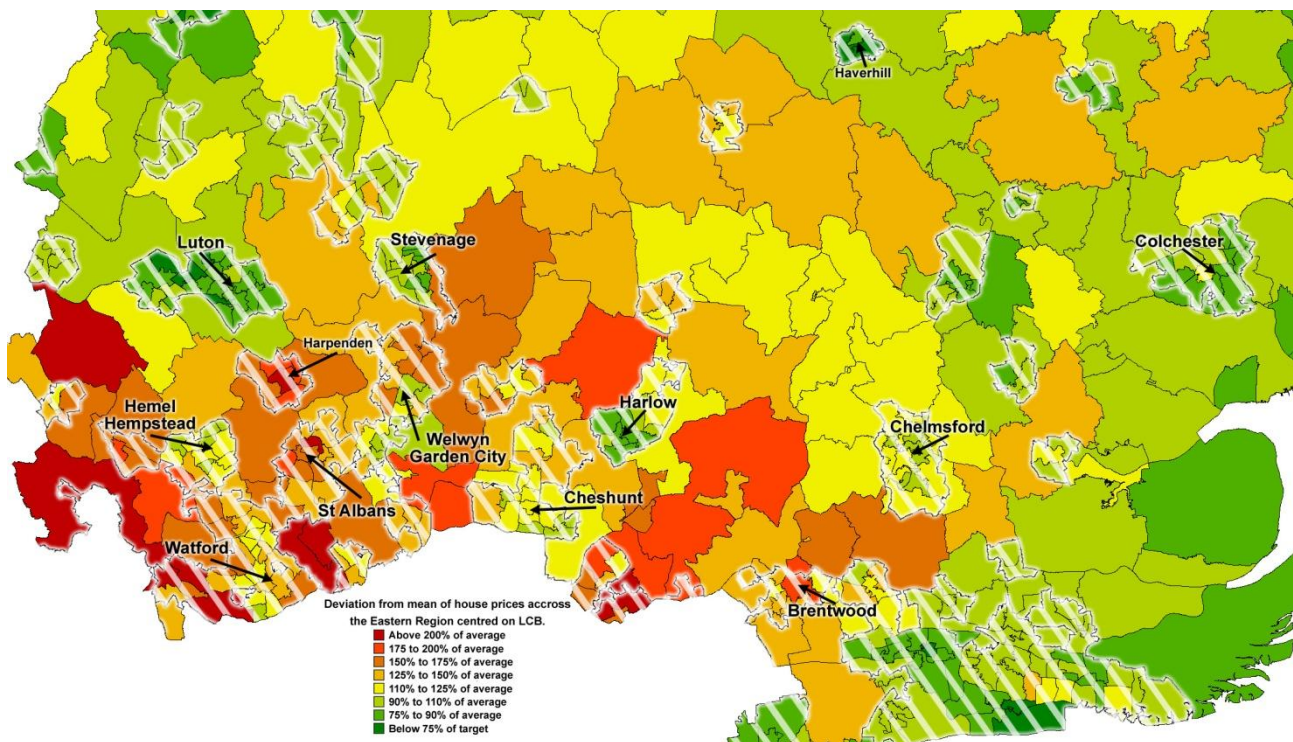 Haverhill
Luton
Stevenage
Colchester
Harpenden
Hemel
Hempstead
Harlow
Welwyn
Garden City
Chelmsford
St Albans
Cheshunt
Watford
Brentwood
Deviation from mean of house prices accross
the Eastern Region centred on LCB.
Above 200% of average
175 to 200% of average
150% to 175% of average
125% to 150% of average
110% to 125% of average
90% to 110% of average
75% to 90% of average
Below 75% of target